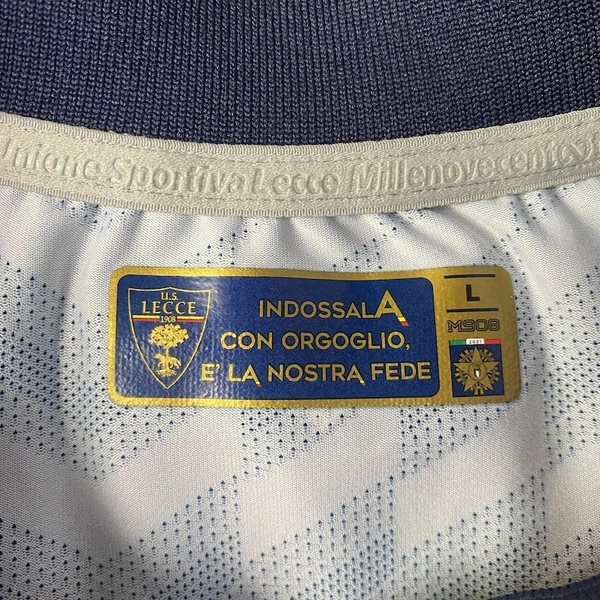 Unione Sportiva Lecce Millenovecento
U.S.
LECCE
1908
INDOSSALA
CON ORGOGLIO,
E' LA NOSTRA FEDE
L
M908
2021